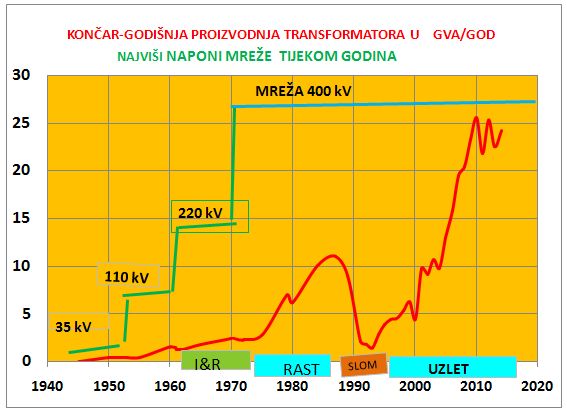 KONČAR-GODIŠNJA PROIZVODNJA TRANSFORMATORA U GVA/GOD
NAJVIŠI NAPONI MREŽE TIJEKOM GODINA
30
MREŽA 400 kV
25
20
220 kV
15
110 kV
10
35 kV
5
I&R
RAST
SLOM
UZLET
0
1940 1950 1960 1970 1980 1990 2000 2010 2020